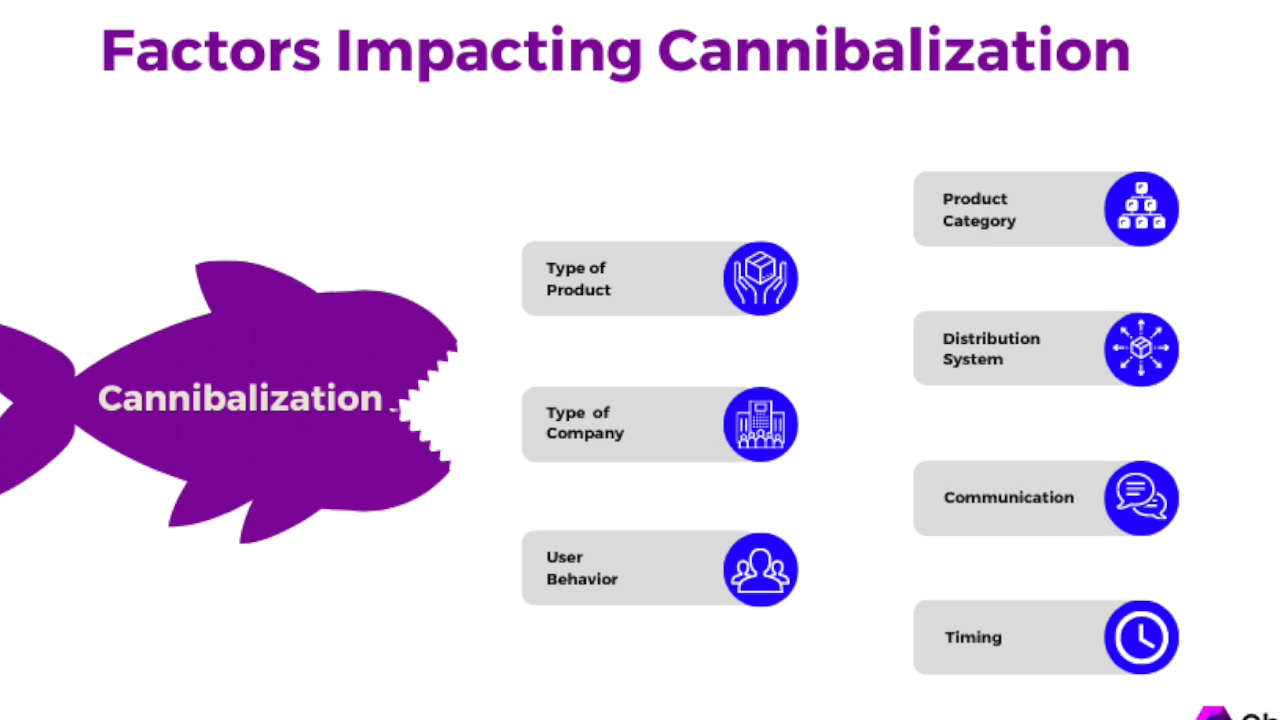 Factors Impacting Cannibalization
Cannibalization
Type of
Product
Type of
Company
User
Behavior
Product
Category
Distribution
System
Communication
Timing